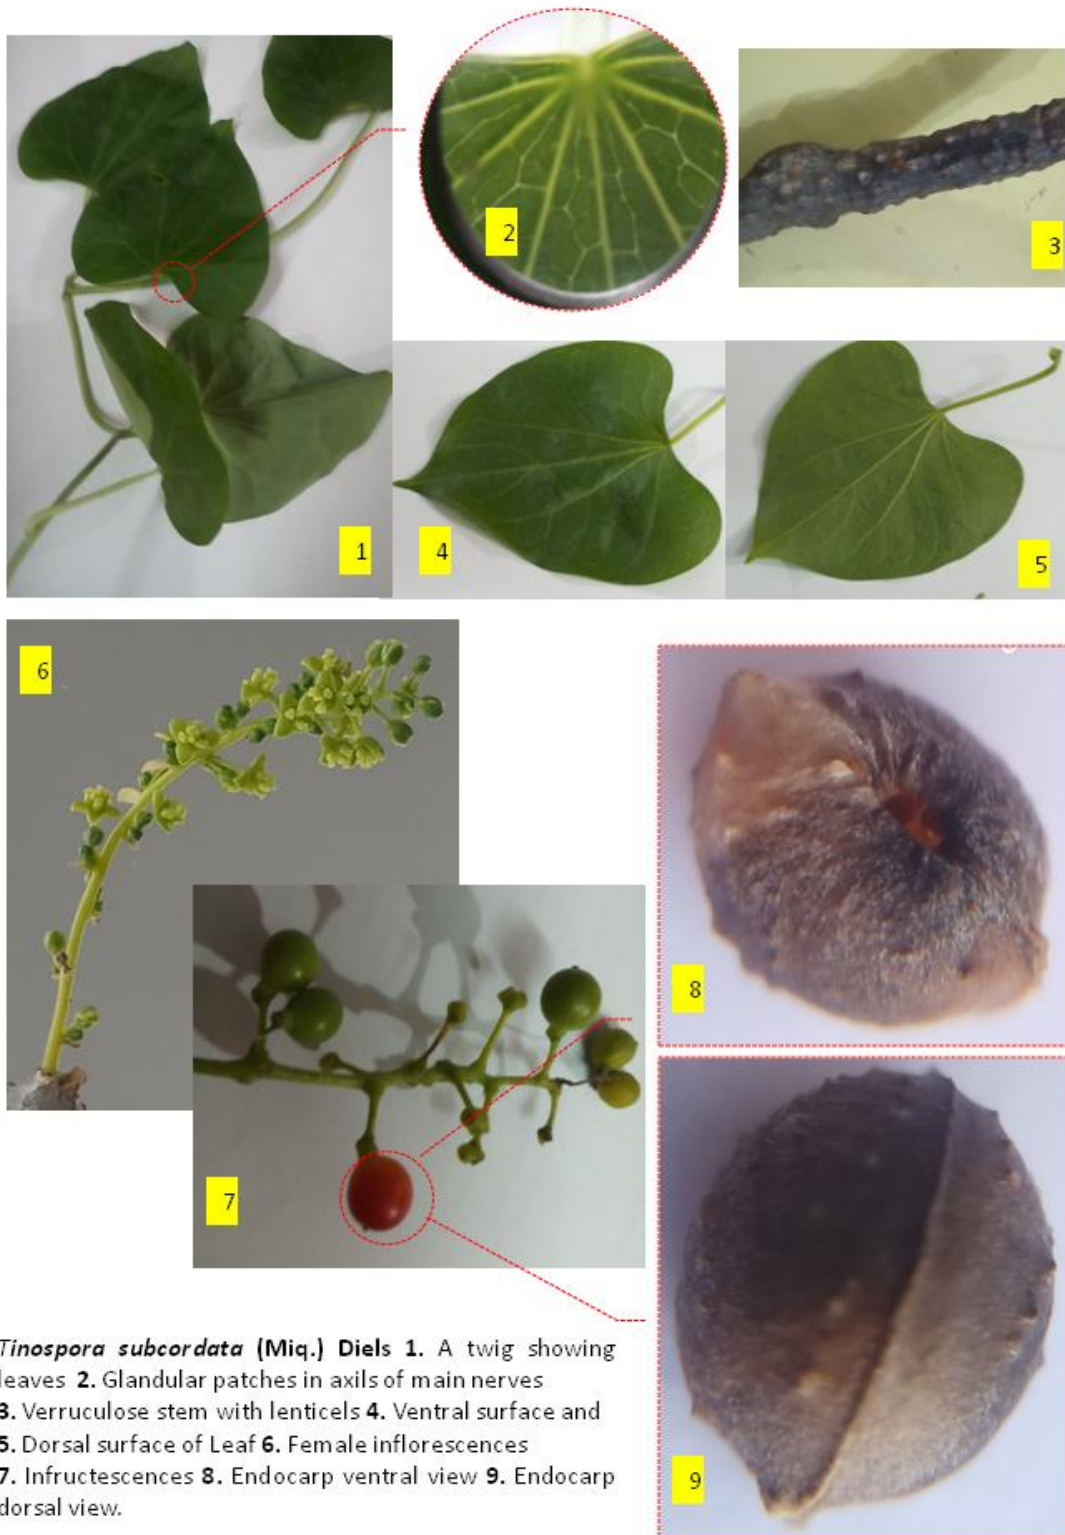 1
2
3
4
5
6
7
8
9
Tinospora subcordata (Miq.) Diels 1. A twig showing
leaves 2. Glandular patches in axils of main nerves
3. Verruculose stem with lenticels 4. Ventral surface and
5. Dorsal surface of Leaf 6. Female inflorescences
7. Infructescences 8. Endocarp ventral view 9. Endocarp
dorsal view.